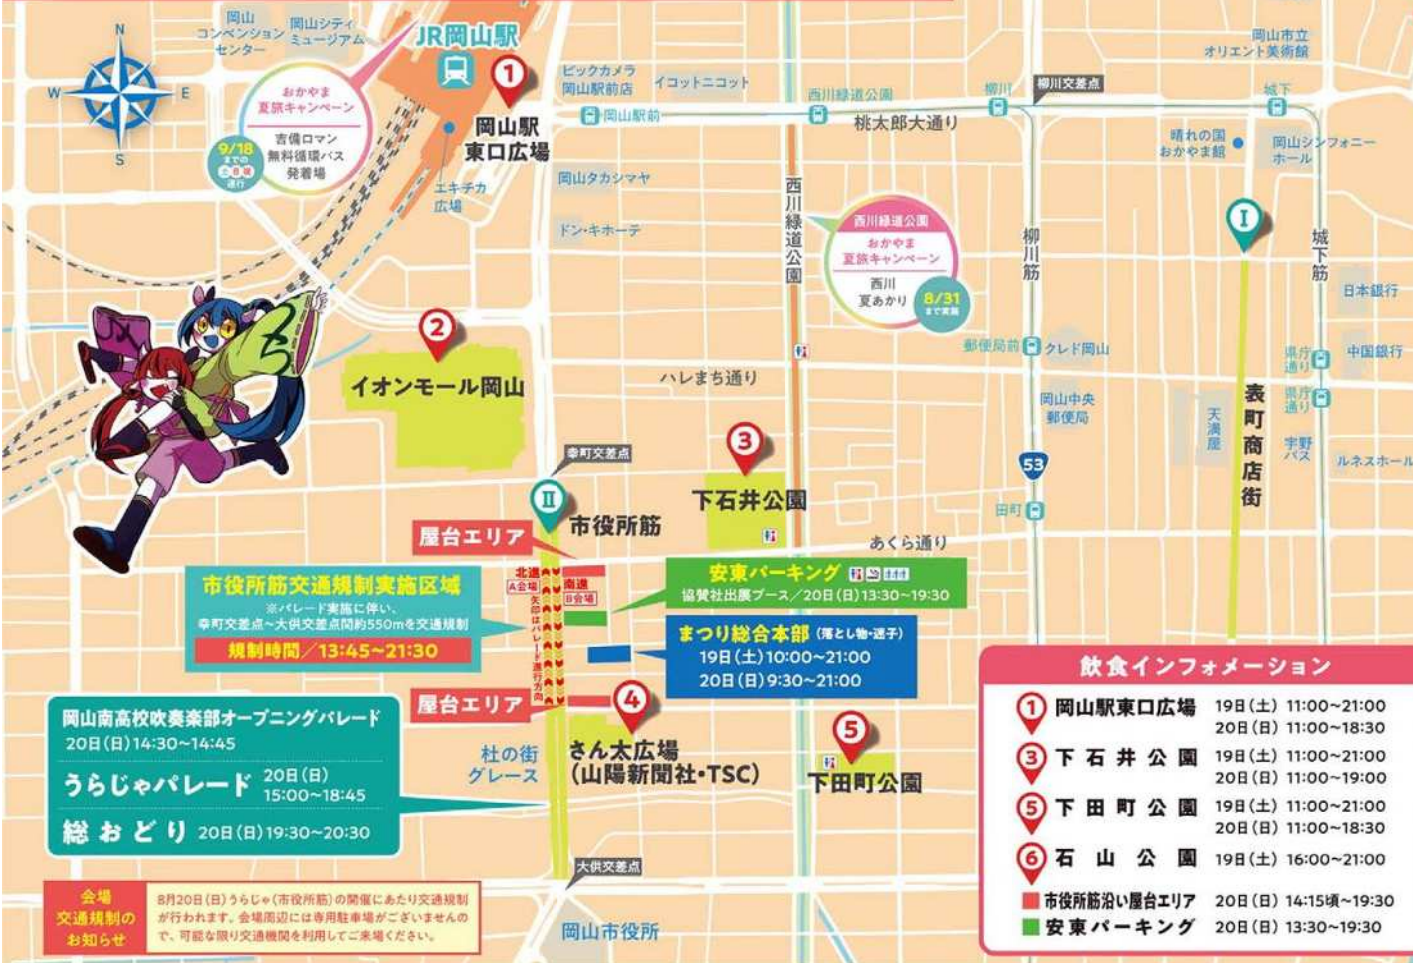 岡山
コンベンション
センター
岡山シティ
ミュージアム
JR岡山駅
N
W
E
S
おかやま
夏旅キャンペーン
吉備ロマン
無料循環バス
発着場
9/18
までの
土日祝
運行
1
岡山駅
東口広場
エキチカ
広場
ビックカメラ
岡山駅前店
イコットニコット
岡山駅前
西川緑道公園
桃太郎大通り
柳川
柳川交差点
岡山市立
オリエント美術館
城下
晴れの国
おかやま館
岡山シンフォニー
ホール
岡山タカシマヤ
ドン・キホーテ
西川緑道公園
西川緑道公園
おかやま
夏旅キャンペーン
西川
夏あかり
8/31
まで実施
柳川筋
I
城下筋
日本銀行
中国銀行
県庁
通り
県庁
通り
郵便局前
クレド岡山
岡山中央
郵便局
天満屋
表町商店街
宇野
バス
ルネスホール
2
イオンモール岡山
ハレまち通り
3
下石井公園
幸町交差点
II
市役所筋
53
田町
あくら通り
屋台エリア
北進
A会場
南進
B会場
矢印はパレード進行方向
安東パーキング
協賛社出展ブース/20日(日)13:30~19:30
市役所筋交通規制実施区域
※パレード実施に伴い、
幸町交差点~大供交差点間約550mを交通規制
規制時間/13:45~21:30
まつり総合本部(落とし物・迷子)
19日(土)10:00~21:00
20日(日)9:30~21:00
屋台エリア
4
さん太広場
(山陽新聞社・TSC)
杜の街
グレース
5
下田町公園
岡山南高校吹奏楽部オープニングパレード
20日(日)14:30~14:45
うらじゃパレード 20日(日)
15:00~18:45
総おどり 20日(日)19:30~20:30
大供交差点
岡山市役所
会場
交通規制の
お知らせ
8月20日(日)うらじゃ(市役所筋)の開催にあたり交通規制
が行われます。会場周辺には専用駐車場がございませんの
で、可能な限り交通機関を利用してご来場ください。
飲食インフォメーション
1 岡山駅東口広場 19日(土) 11:00~21:00
20日(日) 11:00~18:30
3 下石井公園 19日(土) 11:00~21:00
20日(日) 11:00~19:00
5 下田町公園 19日(土) 11:00~21:00
20日(日) 11:00~18:30
6 石山公園 19日(土) 16:00~21:00
市役所筋沿い屋台エリア 20日(日) 14:15頃~19:30
安東パーキング 20日(日) 13:30~19:30